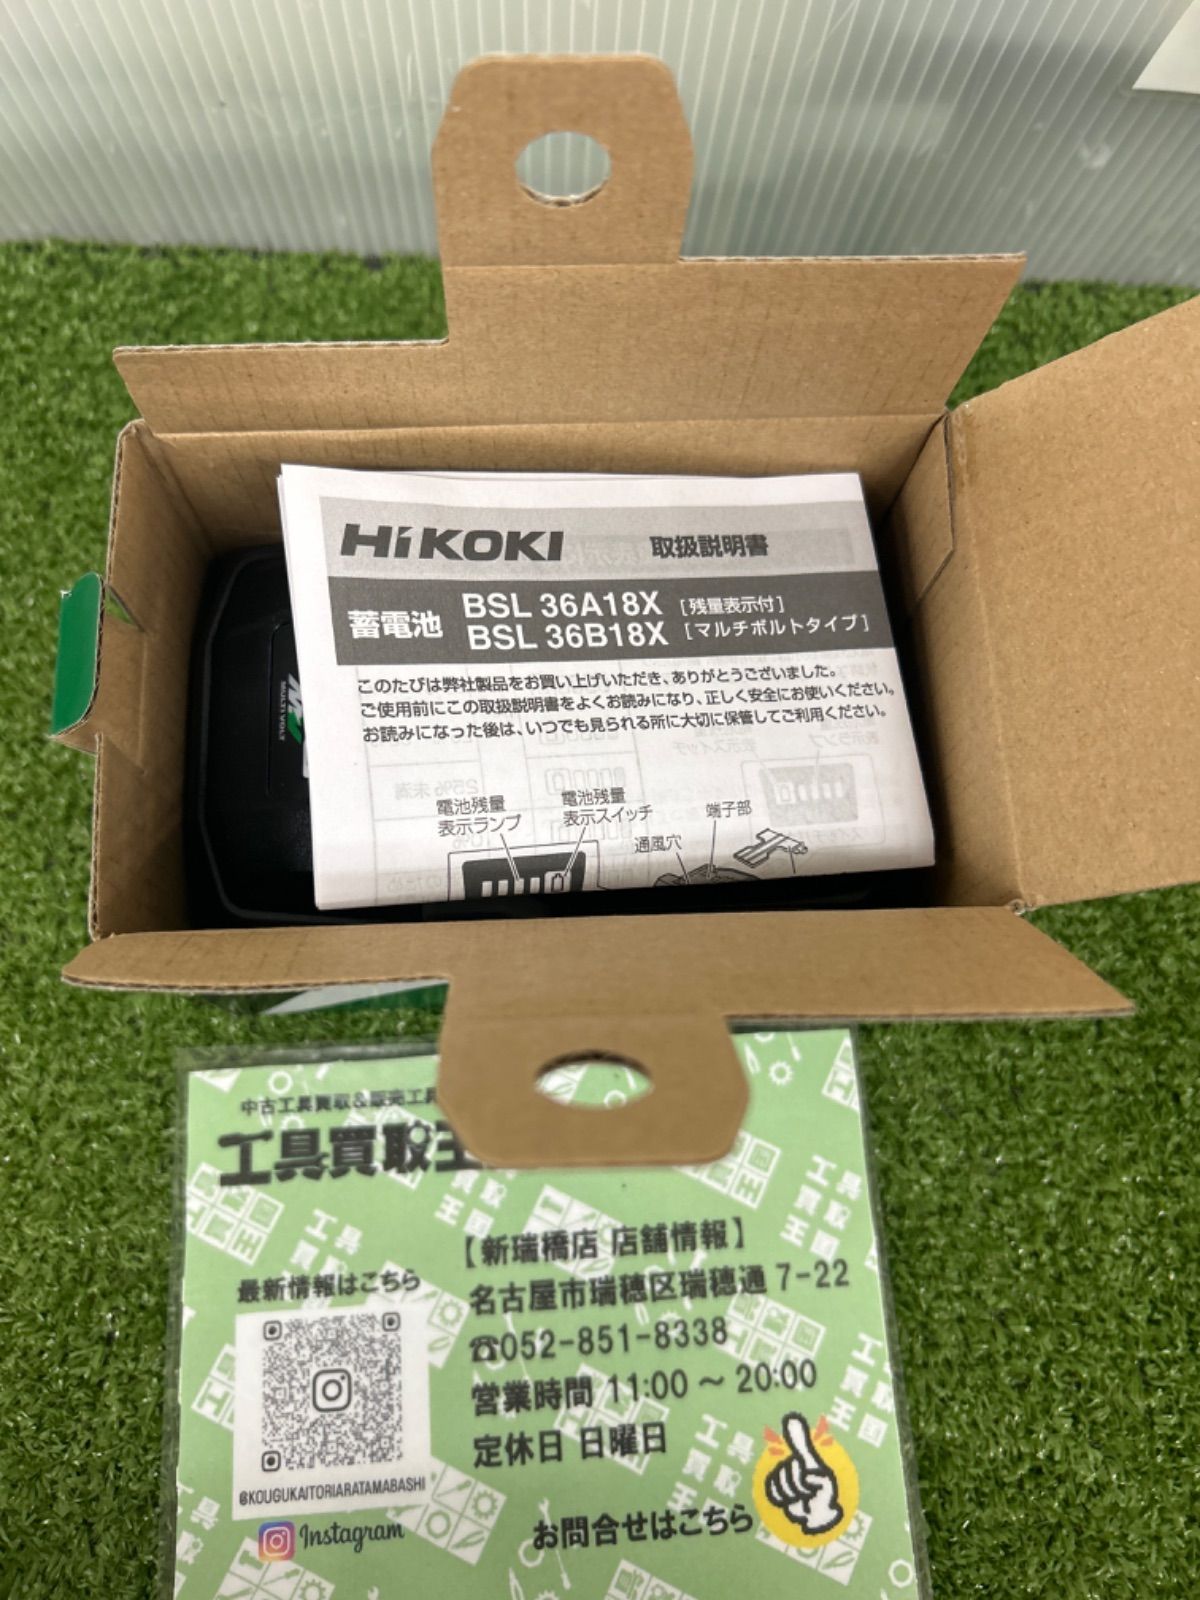 HiKOKI 取扱説明書
蓄電池 BSL 36A18X [残量表示付]
BSL 36B18X [マルチボルトタイプ]
このたびは弊社製品をお買い上げいただき、ありがとうございました。
ご使用前にこの取扱説明書をよくお読みになり、正しく安全にお使いください。
お読みになった後は、いつでも見られる所に大切に保管してご利用ください。
電池残量
表示ランプ
電池残量
表示スイッチ
端子部
通風穴
MULTI VOLT
中古工具買取&販売工具
工具買取王
【新瑞橋店 店舗情報】
名古屋市瑞穂区瑞穂通 7-22
☎052-851-8338
営業時間 11:00 ～ 20:00
定休日 日曜日
お問合せはこちら
最新情報はこちら
@KOUGUKAITORIARATAMABASHI
Instagram